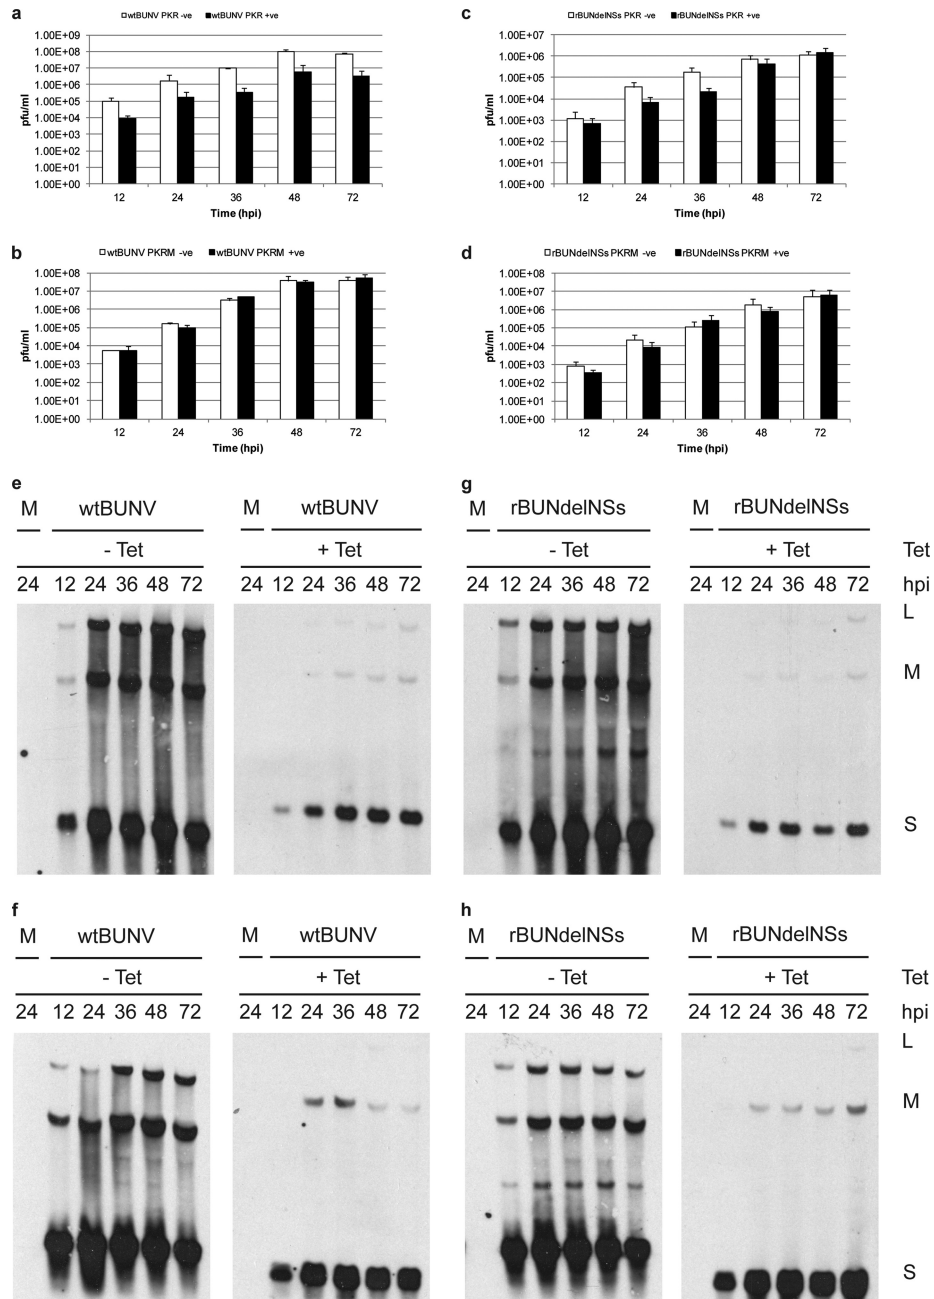 a
wtBUNV PKR -ve wtBUNV PKR +ve
1.00E+09
1.00E+08
1.00E+07
1.00E+06
1.00E+05
1.00E+04
1.00E+03
1.00E+02
1.00E+01
1.00E+00
pfu/ml
12 24 36 48 72
Time (hpi)
c
rBUNdelNSs PKR -ve rBUNdelNSs PKR +ve
1.00E+07
1.00E+06
1.00E+05
1.00E+04
1.00E+03
1.00E+02
1.00E+01
1.00E+00
pfu/ml
12 24 36 48 72
Time (hpi)
b
wtBUNV PKRM -ve wtBUNV PKRM +ve
1.00E+08
1.00E+07
1.00E+06
1.00E+05
1.00E+04
1.00E+03
1.00E+02
1.00E+01
1.00E+00
pfu/ml
12 24 36 48 72
Time (hpi)
d
rBUNdelNSs PKRM -ve rBUNdelNSs PKRM +ve
1.00E+08
1.00E+07
1.00E+06
1.00E+05
1.00E+04
1.00E+03
1.00E+02
1.00E+01
1.00E+00
pfu/ml
12 24 36 48 72
Time (hpi)
e
M wtBUNV M wtBUNV
- Tet + Tet
24 12 24 36 48 72 24 12 24 36 48 72
g
M rBUNdelNSs M rBUNdelNSs
- Tet + Tet Tet
24 12 24 36 48 72 24 12 24 36 48 72 hpi
L
M
S
f
M wtBUNV M wtBUNV
- Tet + Tet
24 12 24 36 48 72 24 12 24 36 48 72
h
M rBUNdelNSs M rBUNdelNSs
- Tet + Tet Tet
24 12 24 36 48 72 24 12 24 36 48 72 hpi
L
M
S